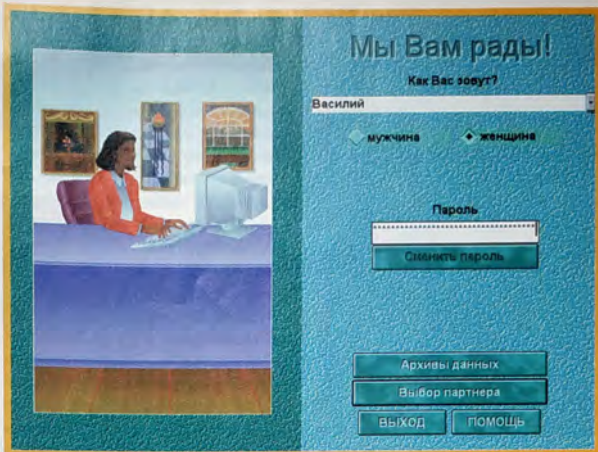 Мы Вам рады!
Как Вас зовут?
Василий
мужчина женщина
Пароль
Сменить пароль
Архивы данных
Выбор партнера
ВЫХОД ПОМОЩЬ